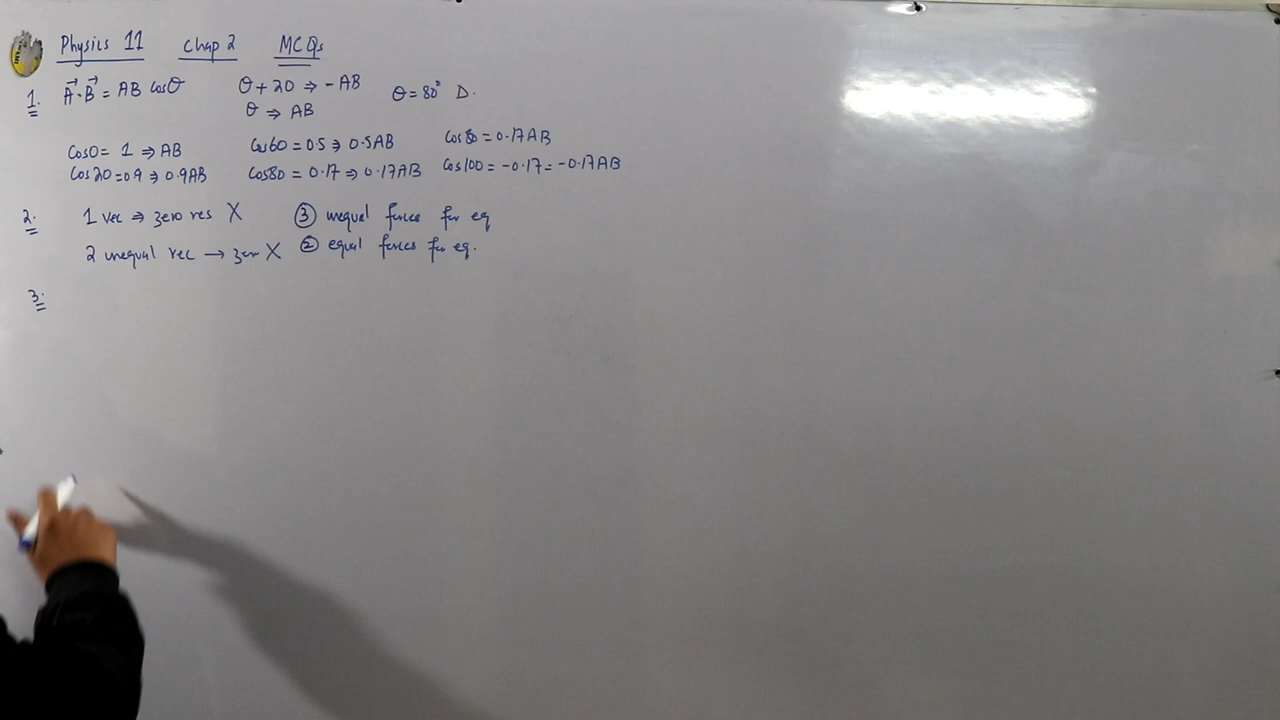 Physics 11 Chap 2 MCQs
1. A⃗·B⃗ = AB cosθ θ + 20 ⇒ -AB θ = 80° D.
θ ⇒ AB
Cos0 = 1 ⇒ AB Cos60 = 0.5 ⇒ 0.5AB Cos80 = 0.17AB
Cos20 = 0.9 ⇒ 0.9AB Cos80 = 0.17 ⇒ 0.17AB Cos100 = -0.17 = -0.17AB
2. 1 vec ⇒ zero res X ③ unequal forces for eq
2 unequal vec → zero X ② equal forces for eq.
3.